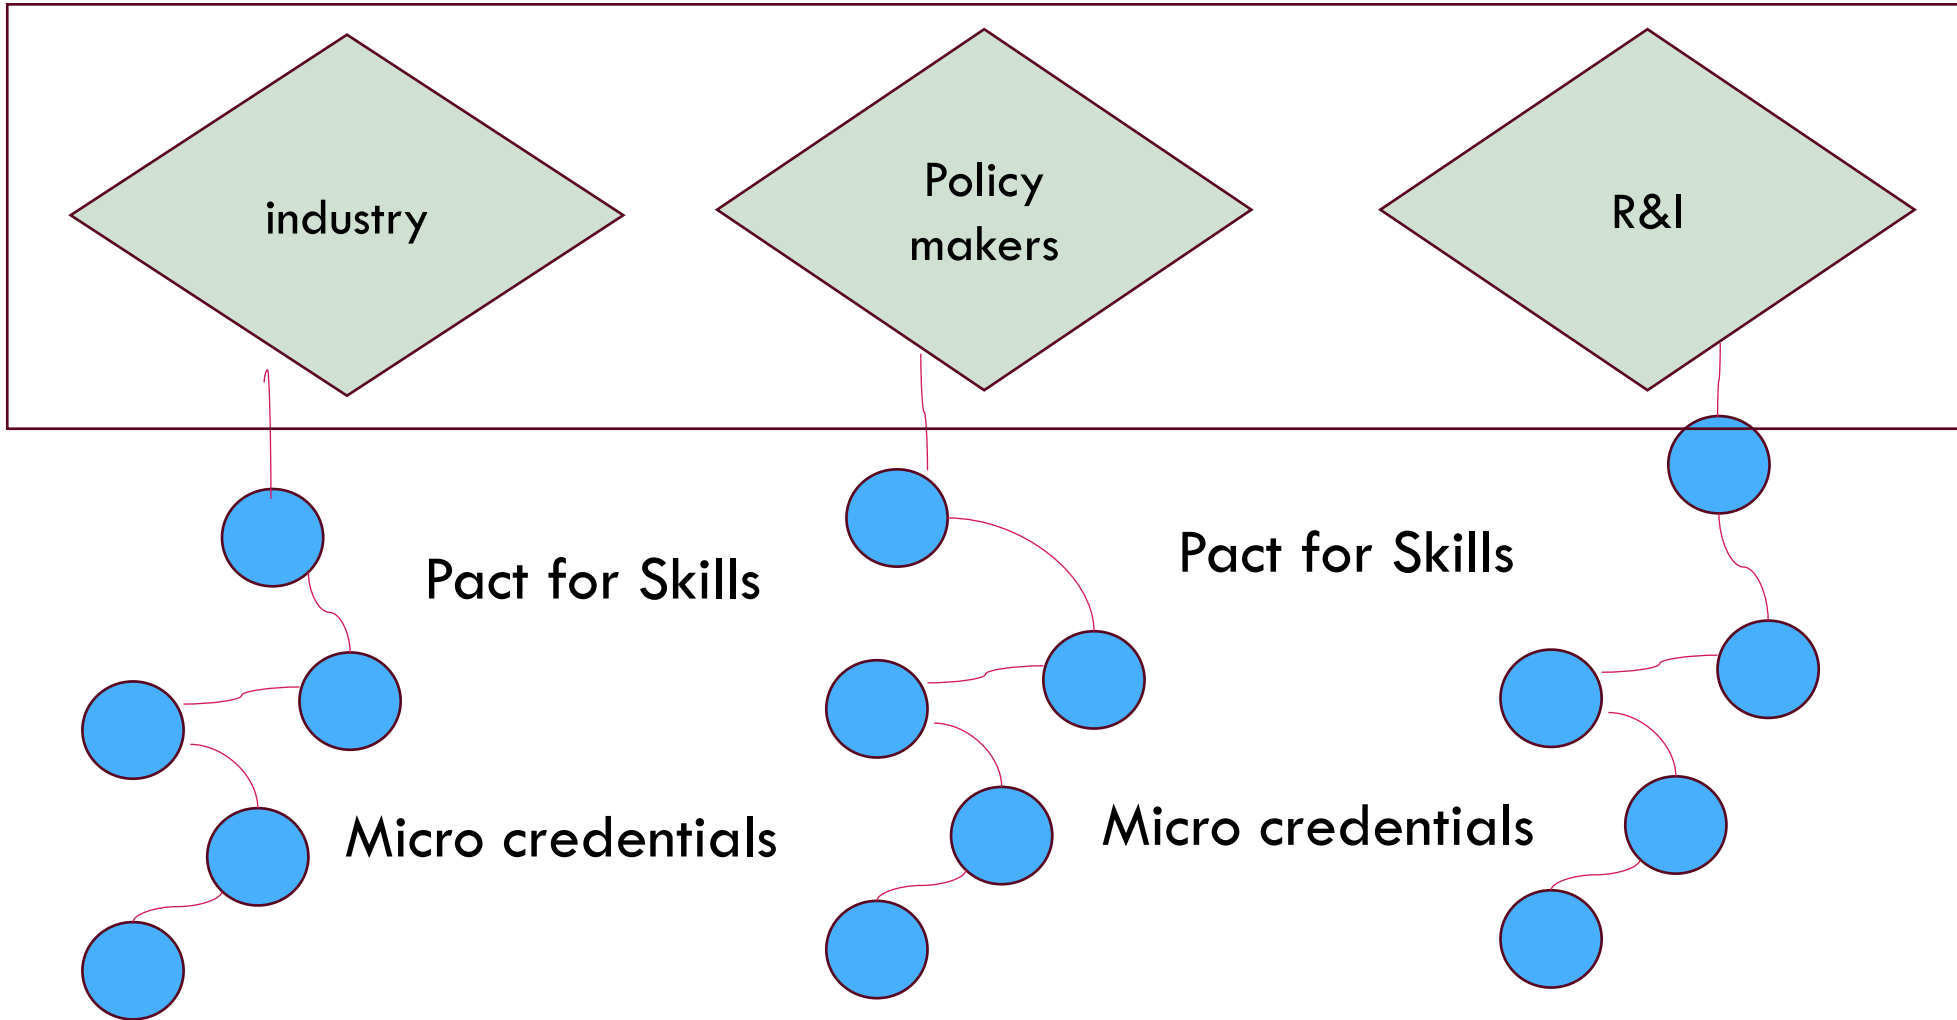 industry
Policy
makers
R&I
Pact for Skills
Pact for Skills
Micro credentials
Micro credentials